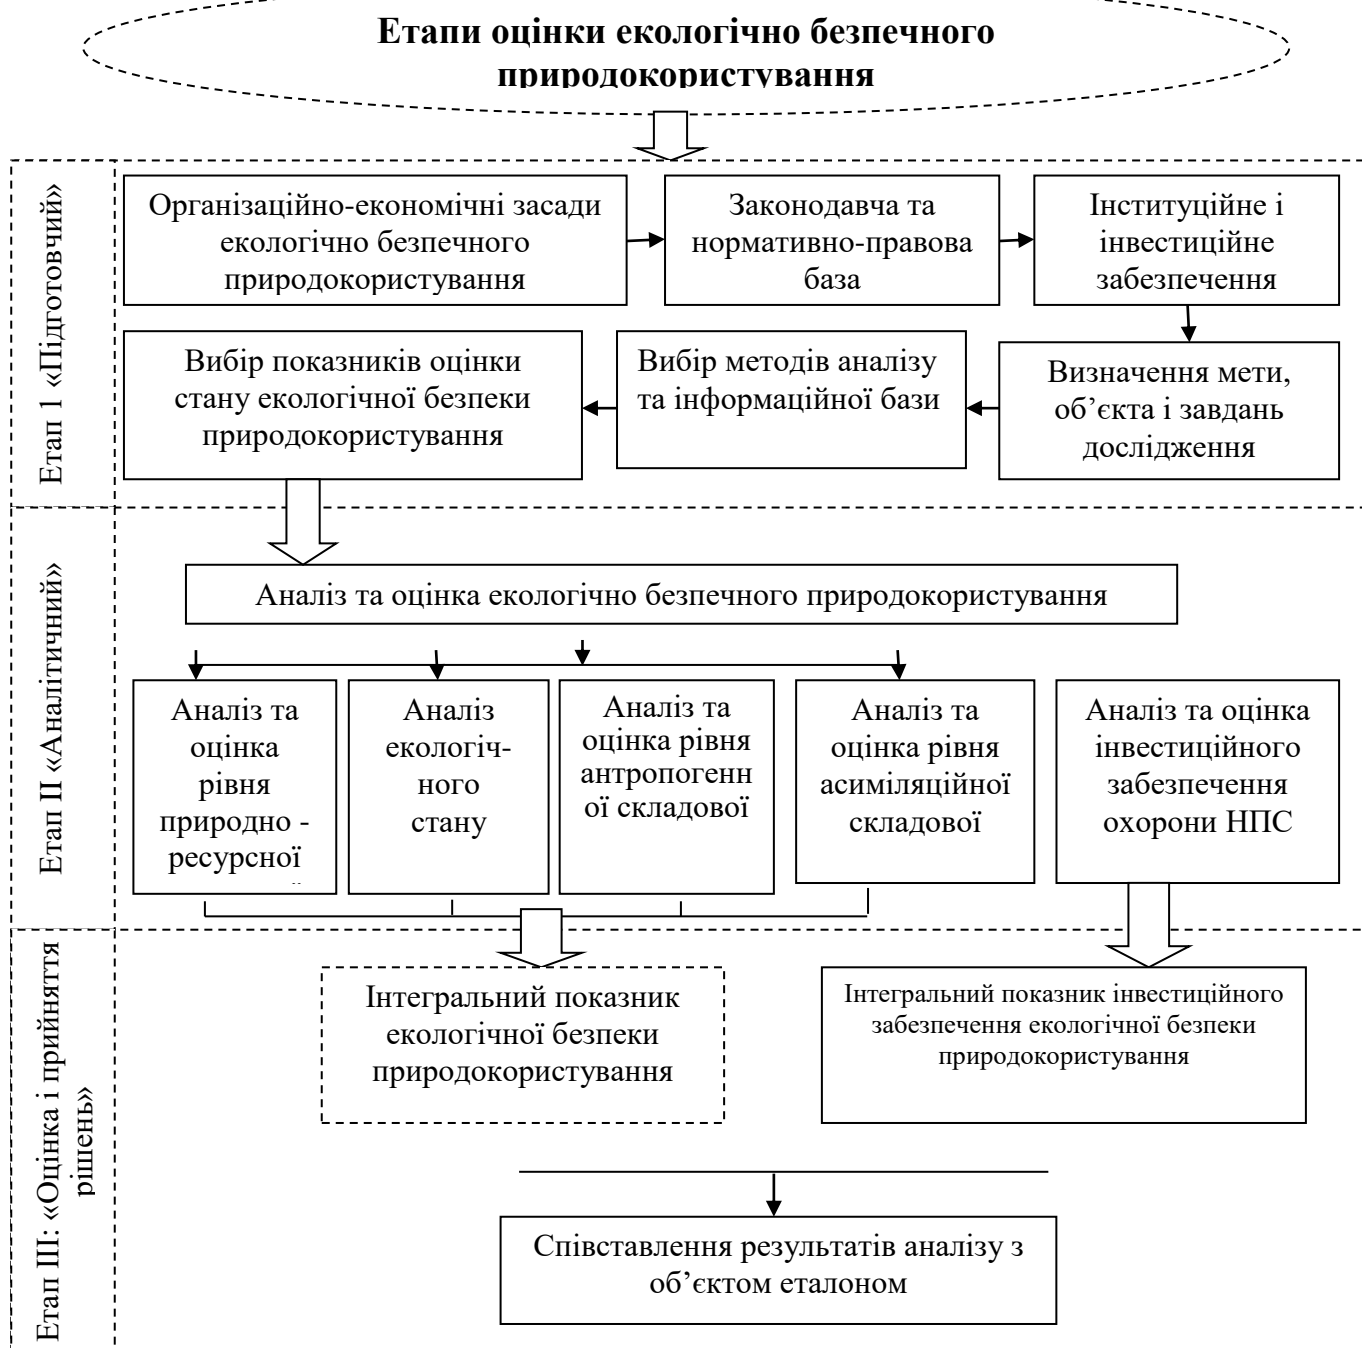 Етапи оцінки екологічно безпечного
природокористування
Етап 1 «Підготовчий»
Організаційно-економічні засади
екологічно безпечного
природокористування
Законодавча та
нормативно-правова
база
Інституційне і
інвестиційне
забезпечення
Вибір показників оцінки
стану екологічної безпеки
природокористування
Вибір методів аналізу
та інформаційної бази
Визначення мети,
об’єкта і завдань
дослідження
Етап ІІ «Аналітичний»
Аналіз та оцінка екологічно безпечного природокористування
Аналіз та
оцінка
рівня
природно -
ресурсної
Аналіз
екологіч-
ного
стану
Аналіз та
оцінка рівня
антропогенн
ої складової
Аналіз та
оцінка рівня
асиміляційної
складової
Аналіз та оцінка
інвестиційного
забезпечення
охорони НПС
Етап ІІІ: «Оцінка і прийняття
рішень»
Інтегральний показник
екологічної безпеки
природокористування
Інтегральний показник інвестиційного
забезпечення екологічної безпеки
природокористування
Співставлення результатів аналізу з
об’єктом еталоном